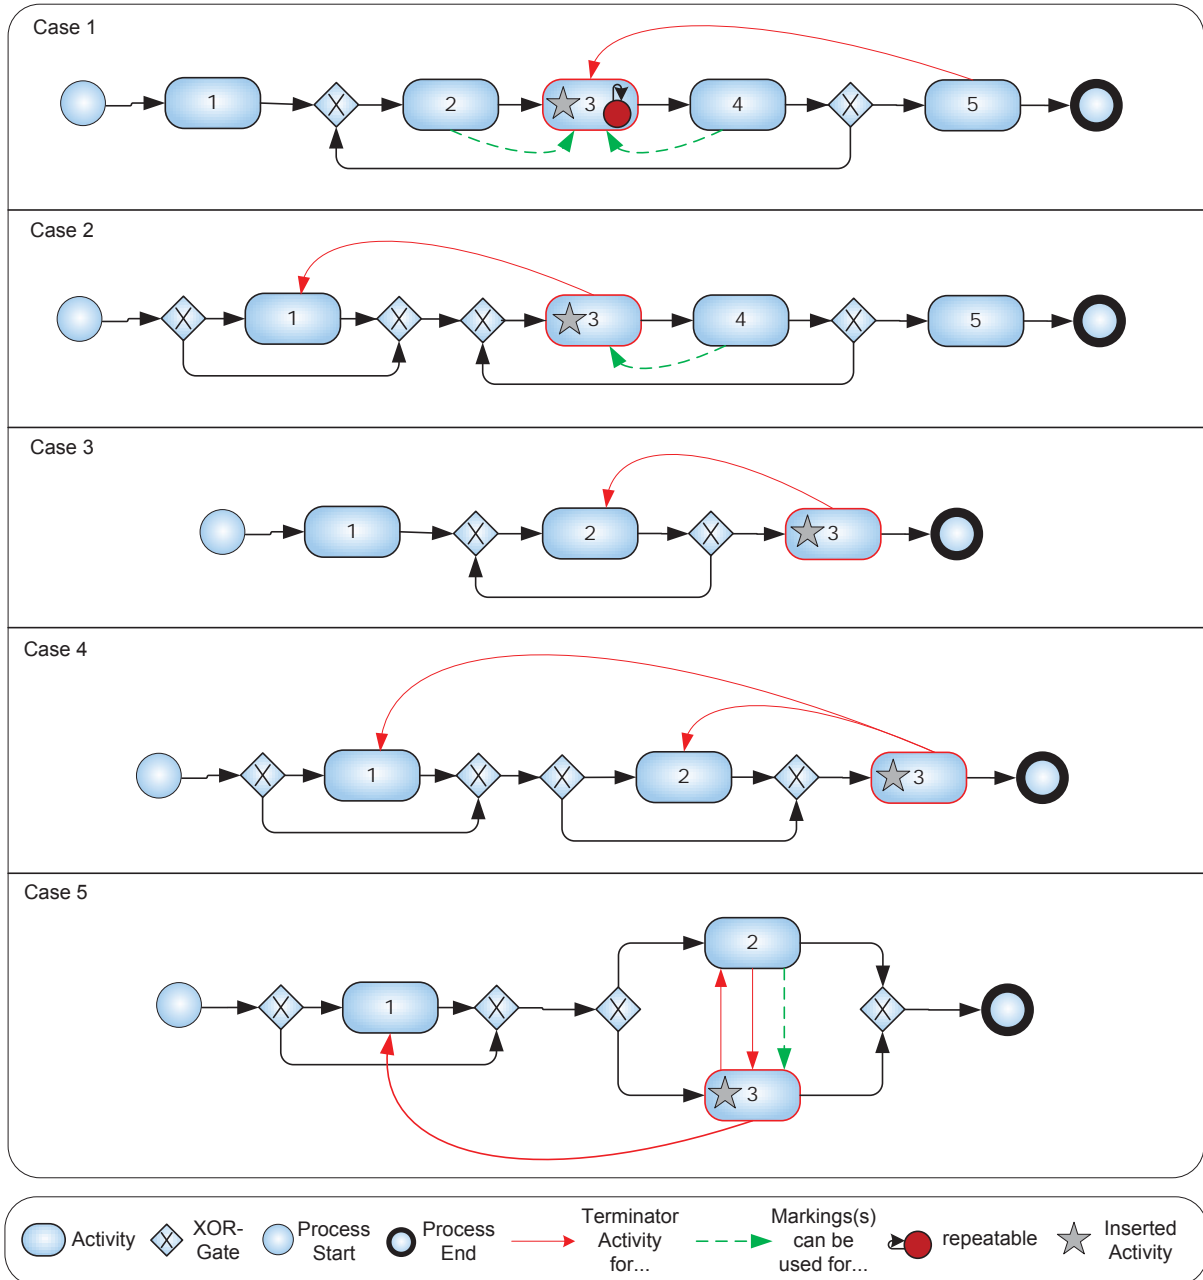 Case 1
X
X
1
2
3
4
5
Case 2
X
X
X
X
1
3
4
5
Case 3
X
X
1
2
3
Case 4
X
X
X
X
1
2
3
Case 5
2
X
X
X
X
1
3
Activity
X
XOR-
Gate
Process
Start
Process
End
Terminator
Activity
for...
Markings(s)
can be
used for...
repeatable
Inserted
Activity